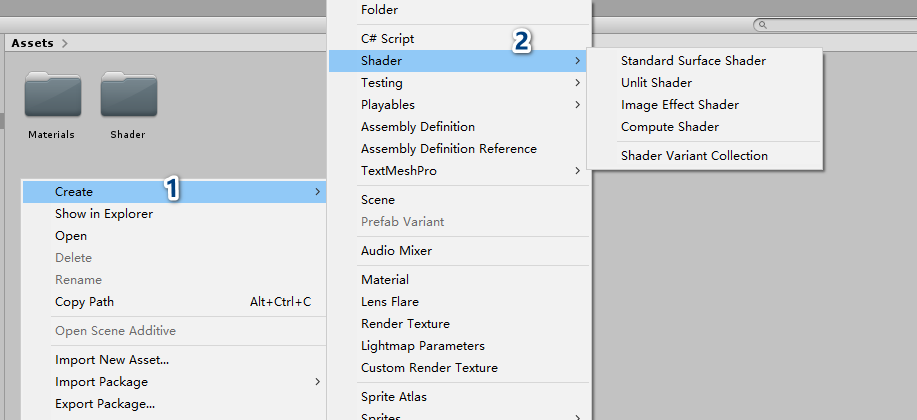 Assets
Materials
Shader
1
Create
Show in Explorer
Open
Delete
Rename
Copy Path Alt+Ctrl+C
Open Scene Additive
Import New Asset...
Import Package
Export Package...
Folder
C# Script
2
Shader
Testing
Playables
Assembly Definition
Assembly Definition Reference
TextMeshPro
Scene
Prefab Variant
Audio Mixer
Material
Lens Flare
Render Texture
Lightmap Parameters
Custom Render Texture
Sprite Atlas
Sprites
Standard Surface Shader
Unlit Shader
Image Effect Shader
Compute Shader
Shader Variant Collection